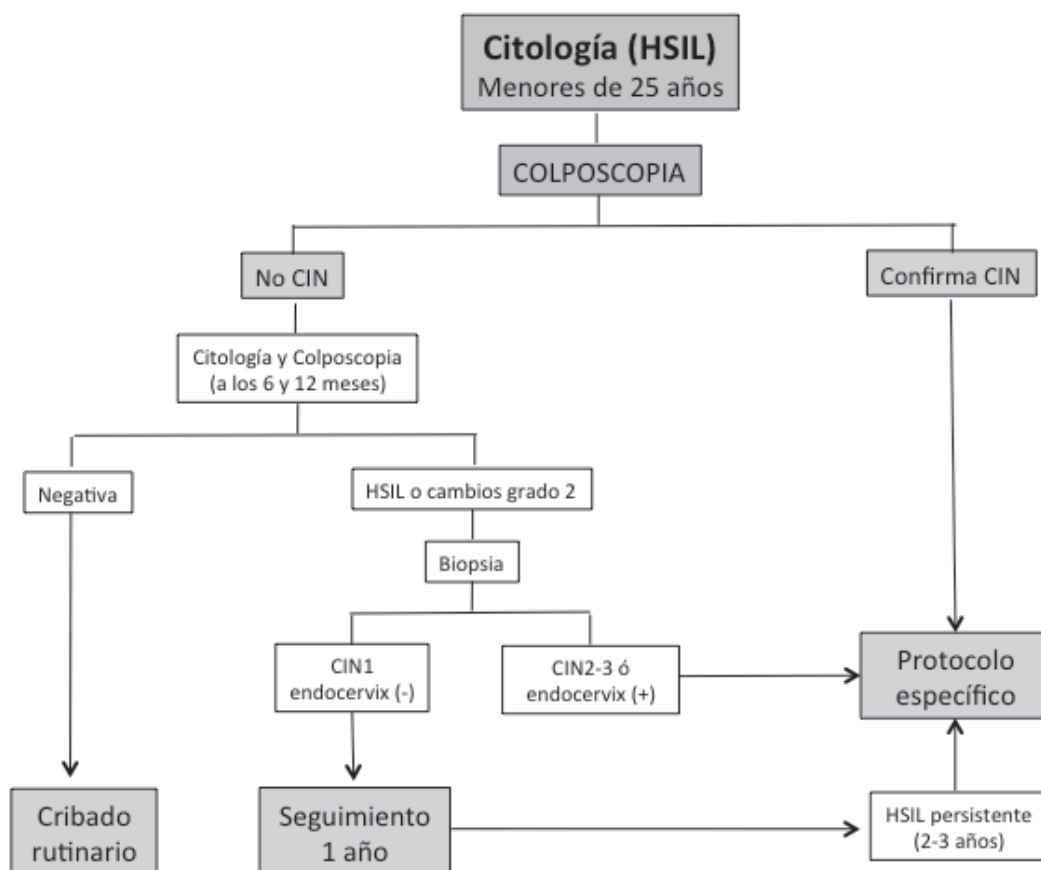 Citología (HSIL)
Menores de 25 años
COLPOSCOPIA
No CIN
Confirma CIN
Citología y Colposcopia
(a los 6 y 12 meses)
Negativa
HSIL o cambios grado 2
Biopsia
CIN1
endocervix (-)
CIN2-3 ó
endocervix (+)
Protocolo
específico
Cribado
rutinario
Seguimiento
1 año
HSIL persistente
(2-3 años)